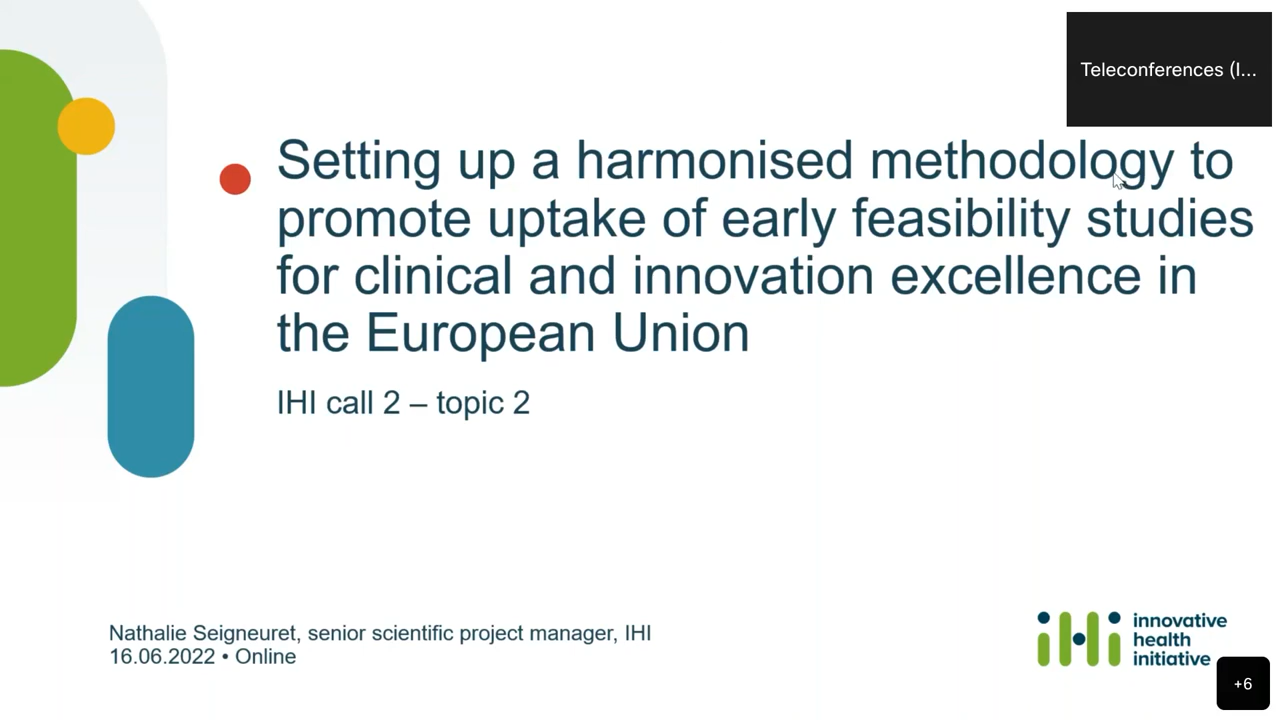 Teleconferences (I...
Setting up a harmonised methodology to
promote uptake of early feasibility studies
for clinical and innovation excellence in
the European Union
IHI call 2 – topic 2
Nathalie Seigneuret, senior scientific project manager, IHI
16.06.2022 • Online
iHi
innovative
health
initiative
+6